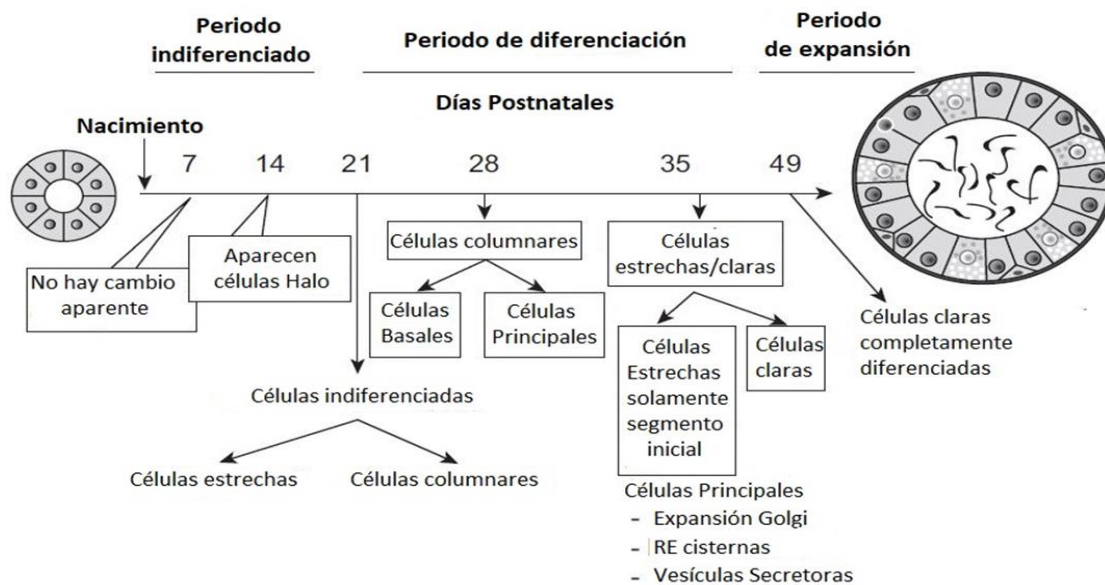 Periodo
indiferenciado
Periodo de diferenciación
Periodo
de expansión
Días Postnatales
Nacimiento
7 14 21 28 35 49
No hay cambio
aparente
Aparecen
células Halo
Células columnares
Células
Basales
Células
Principales
Células
estrechas/claras
Células
Estrechas
solamente
segmento
inicial
Células
claras
Células claras
completamente
diferenciadas
Células indiferenciadas
Células estrechas
Células columnares
Células Principales
- Expansión Golgi
- RE cisternas
- Vesículas Secretoras